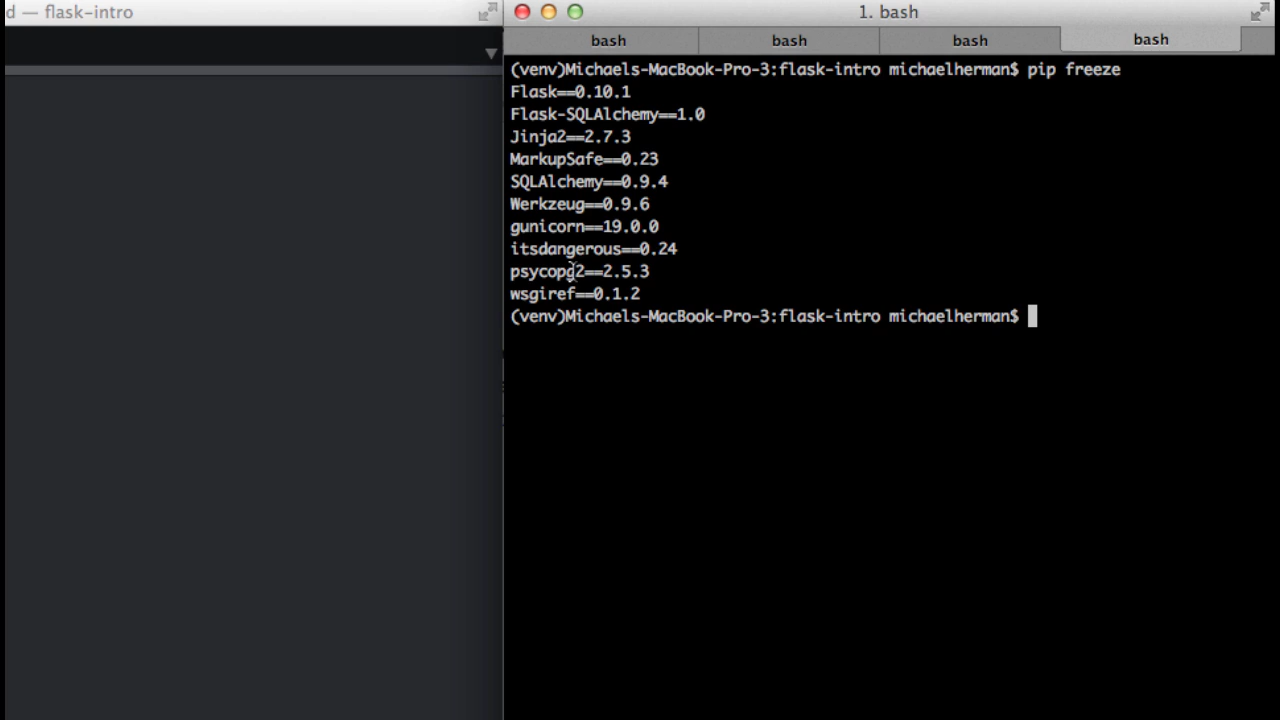 d — flask-intro
1. bash
bash
bash
bash
bash
(venv)Michaels-MacBook-Pro-3:flask-intro michaelherman$ pip freeze
Flask==0.10.1
Flask-SQLAlchemy==1.0
Jinja2==2.7.3
MarkupSafe==0.23
SQLAlchemy==0.9.4
Werkzeug==0.9.6
gunicorn==19.0.0
itsdangerous==0.24
psycopg2==2.5.3
wsgiref==0.1.2
(venv)Michaels-MacBook-Pro-3:flask-intro michaelherman$